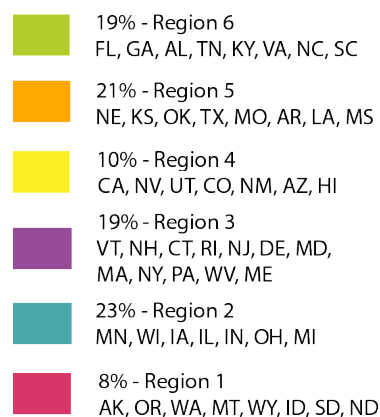 19% - Region 6
FL, GA, AL, TN, KY, VA, NC, SC
21% - Region 5
NE, KS, OK, TX, MO, AR, LA, MS
10% - Region 4
CA, NV, UT, CO, NM, AZ, HI
19% - Region 3
VT, NH, CT, RI, NJ, DE, MD,
MA, NY, PA, WV, ME
23% - Region 2
MN, WI, IA, IL, IN, OH, MI
8% - Region 1
AK, OR, WA, MT, WY, ID, SD, ND